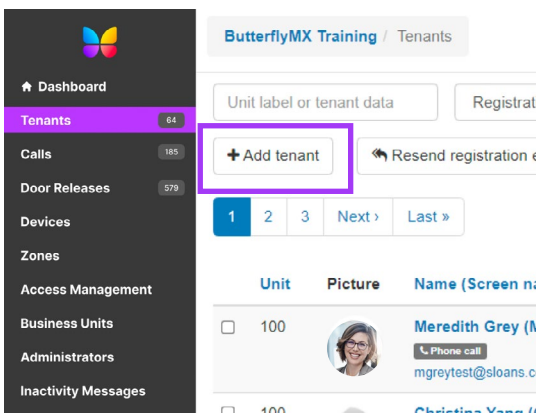 ButterflyMX Training / Tenants
Dashboard
Unit label or tenant data
Tenants 64
Calls 185
+ Add tenant
Resend registration
Door Releases 579
1 2 3 Next › Last »
Devices
Zones
Access Management
Unit Picture Name (Screen
Business Units
100 Meredith Grey
Phone call
Administrators
mgreytest@sloans.c
Inactivity Messages
100 Christina Yang